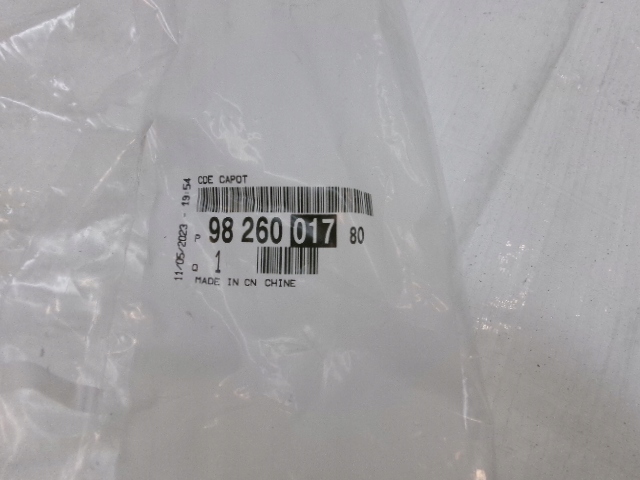 CDE CAPOT
P 98 260 017 80
Q 1
MADE IN CN CHINE
11/05/2023 - 19:54